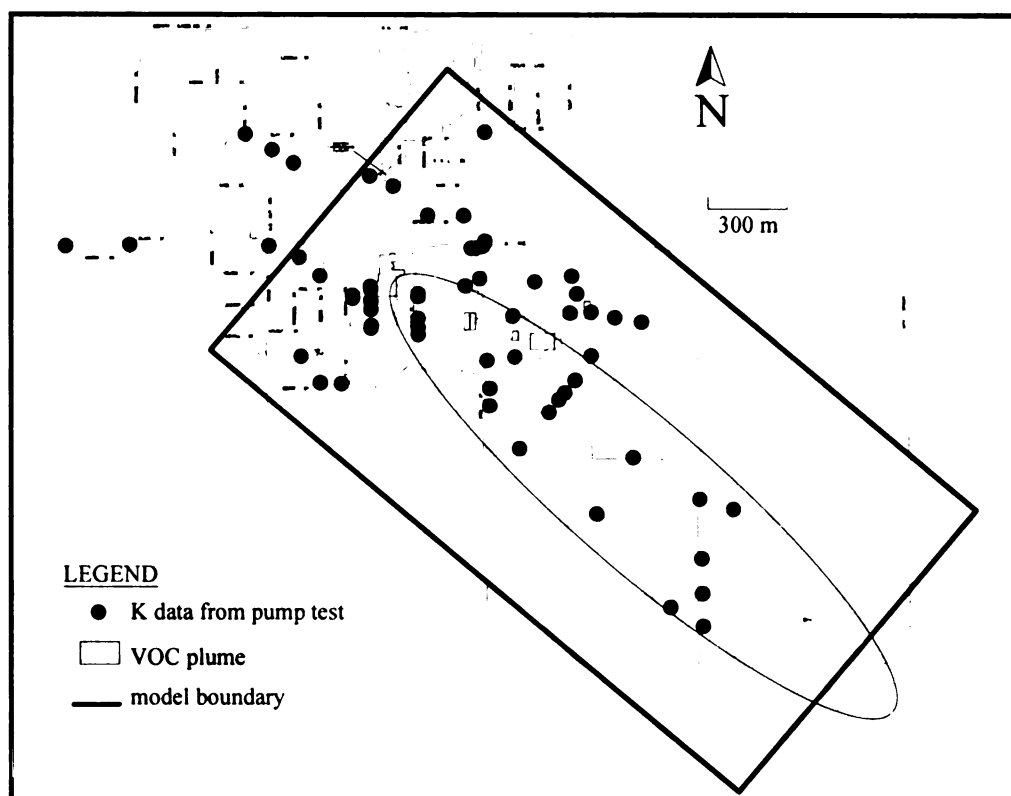 N
300 m
LEGEND
K data from pump test
VOC plume
model boundary